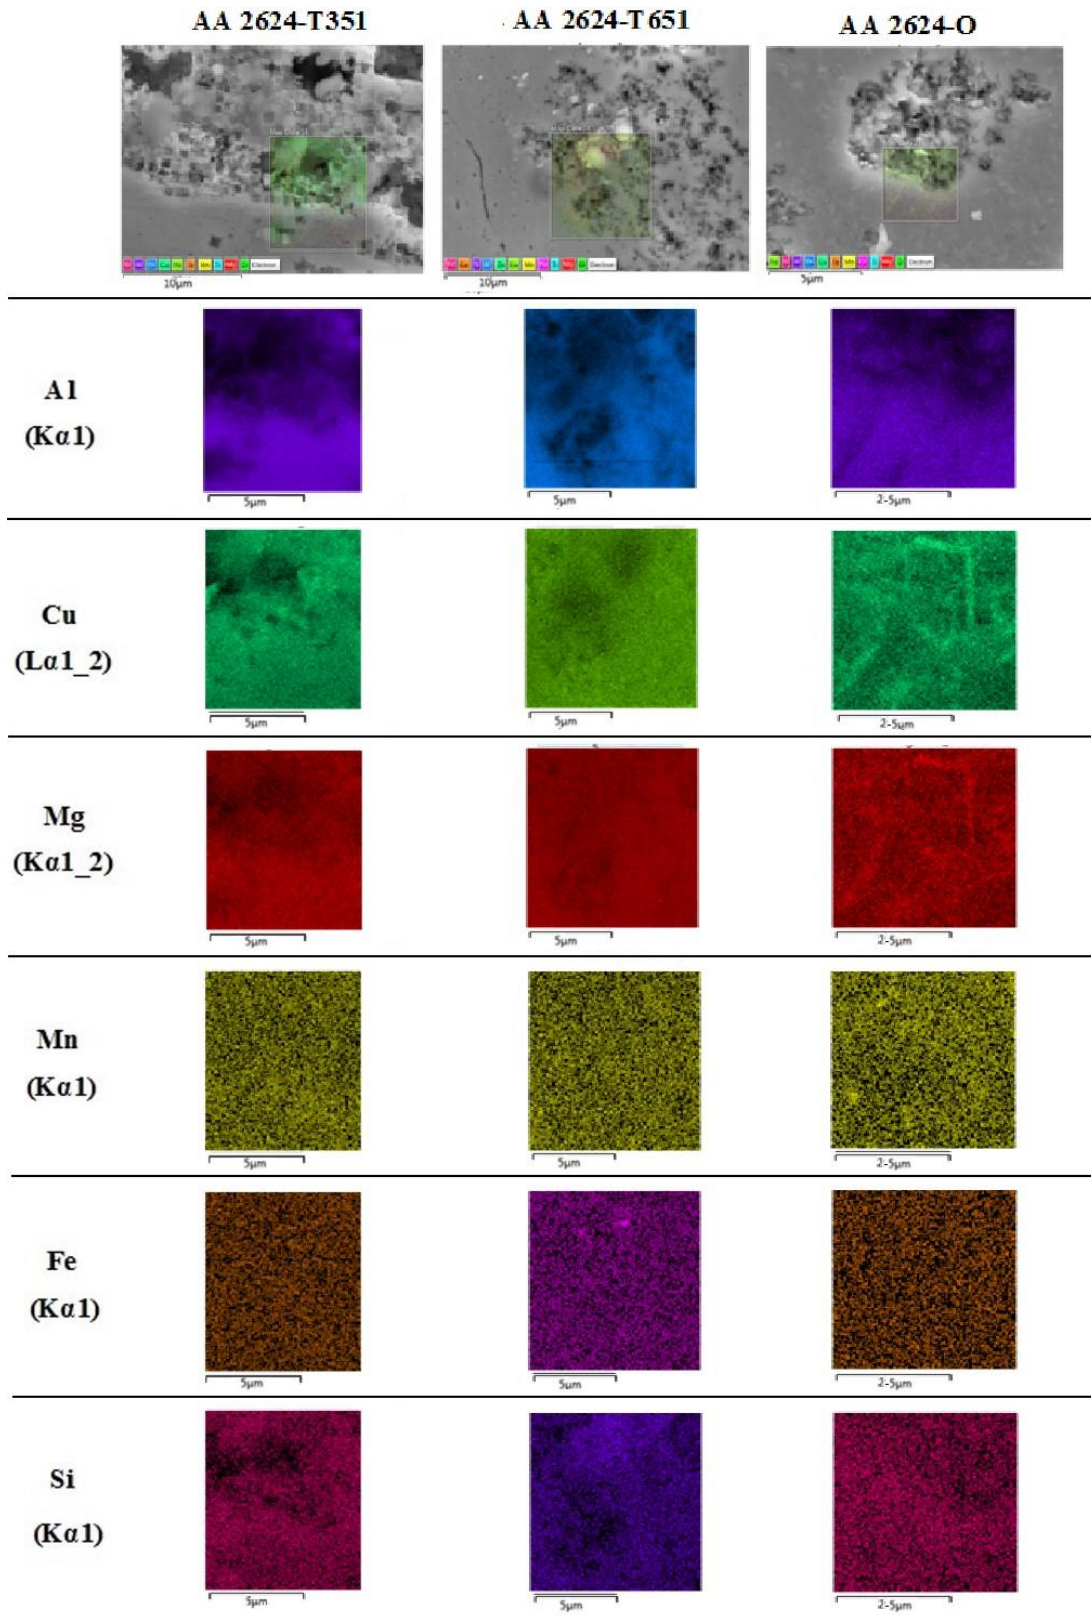 AA 2624-T351
AA 2624-T651
AA 2624-O
10µm
10µm
5µm
Al
(Kα1)
5µm
5µm
2-5µm
Cu
(Lα1_2)
5µm
5µm
2-5µm
Mg
(Kα1_2)
5µm
5µm
2-5µm
Mn
(Kα1)
5µm
5µm
2-5µm
Fe
(Kα1)
5µm
5µm
2-5µm
Si
(Kα1)
5µm
5µm
2-5µm